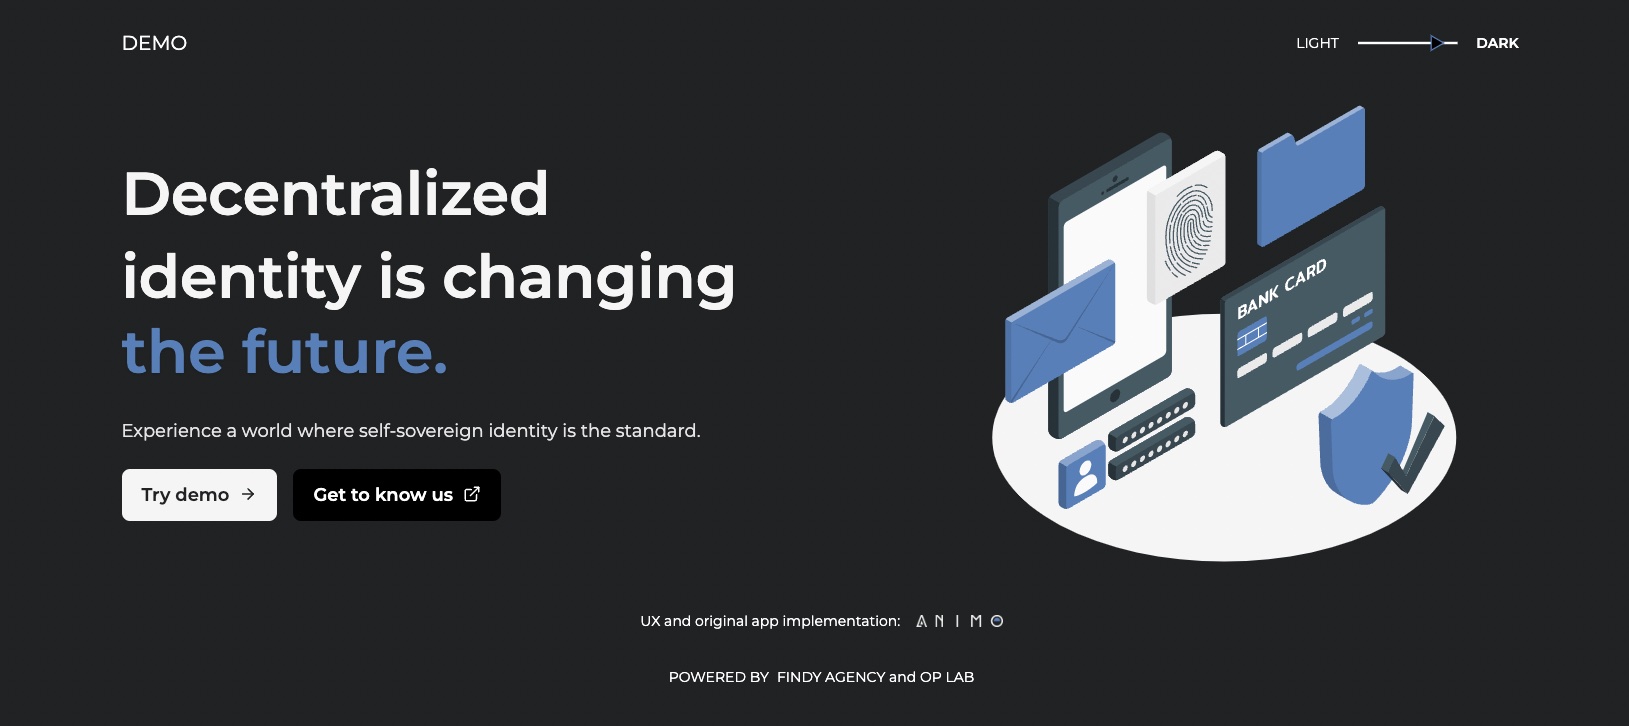 DEMO
LIGHT
DARK
Decentralized
identity is changing
the future.
Experience a world where self-sovereign identity is the standard.
Try demo
Get to know us
BANK CARD
UX and original app implementation: ANIMO
POWERED BY FINDY AGENCY and OP LAB